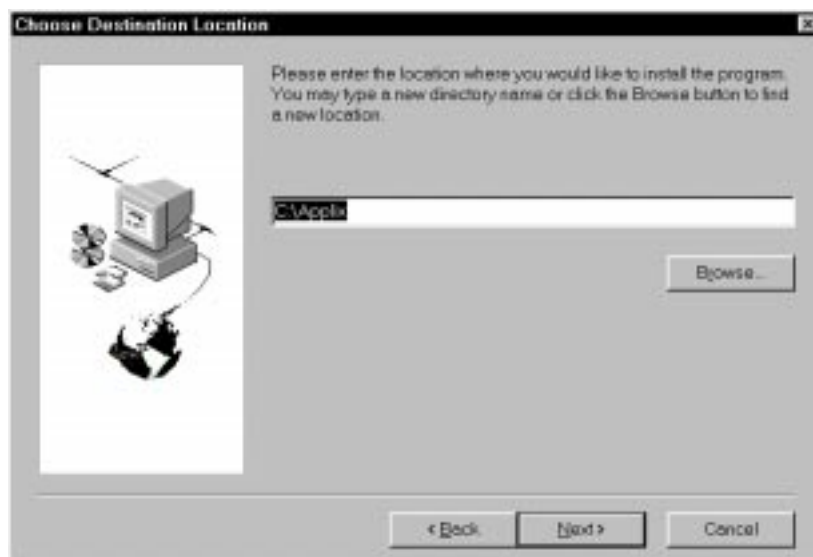 Choose Destination Location
Please enter the location where you would like to install the program.
You may type a new directory name or click the Browse button to find
a new location.
C:\Applix
Browse...
< Back
Next >
Cancel